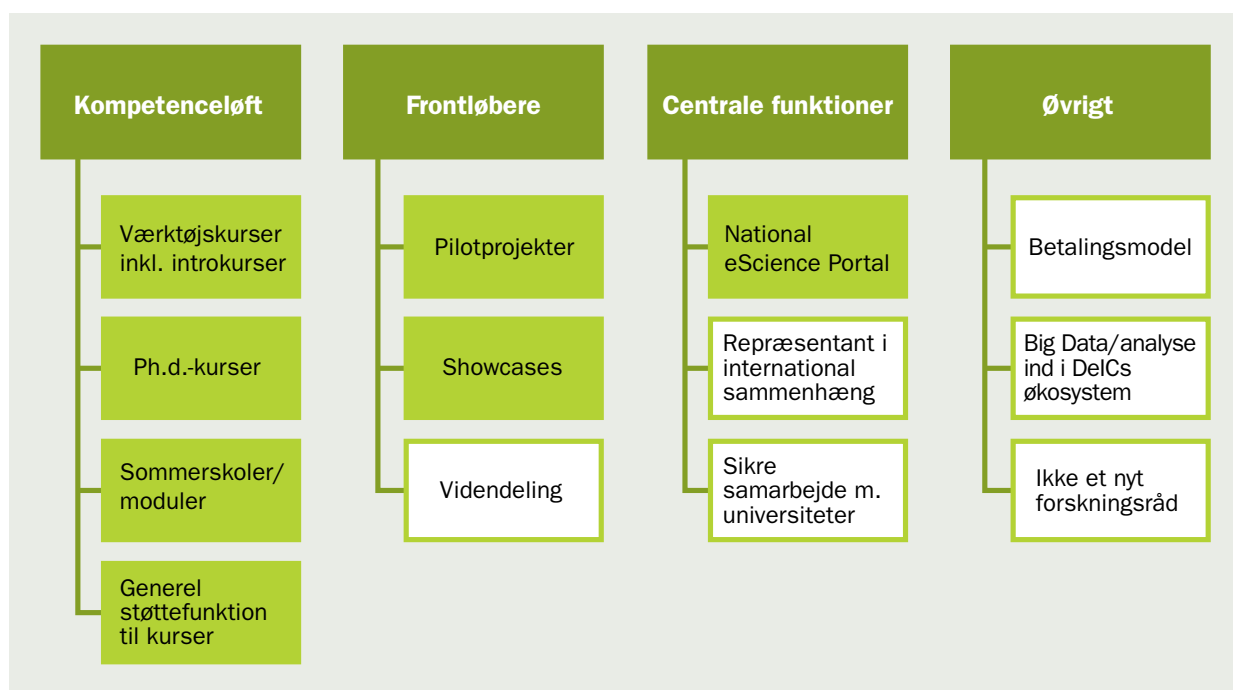 Kompetenceløft
Værktøjskurser
inkl. introkurser
Ph.d.-kurser
Sommerskoler/
moduler
Generel
støttefunktion
til kurser
Frontløbere
Pilotprojekter
Showcases
Videndeling
Centrale funktioner
National
eScience Portal
Repræsentant i
international
sammenhæng
Sikre
samarbejde m.
universiteter
Øvrigt
Betalingsmodel
Big Data/analyse
ind i DeICs
økosystem
Ikke et nyt
forskningsråd